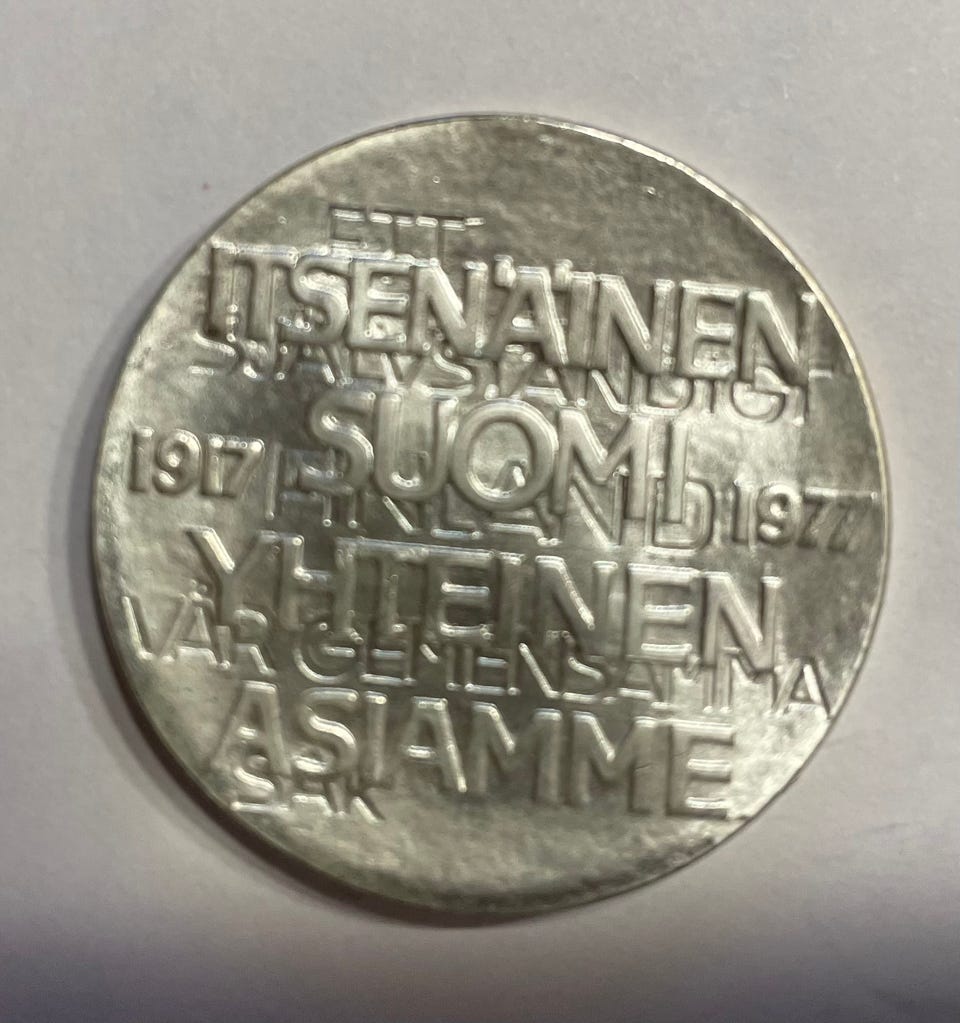 ETT
ITSENÄINEN
SJÄLVSTÄNDIGT
SUOMI
1917 FINLAND 1977
YHTEINEN
VÅR GEMENSAMMA
ASIAMME
SAK